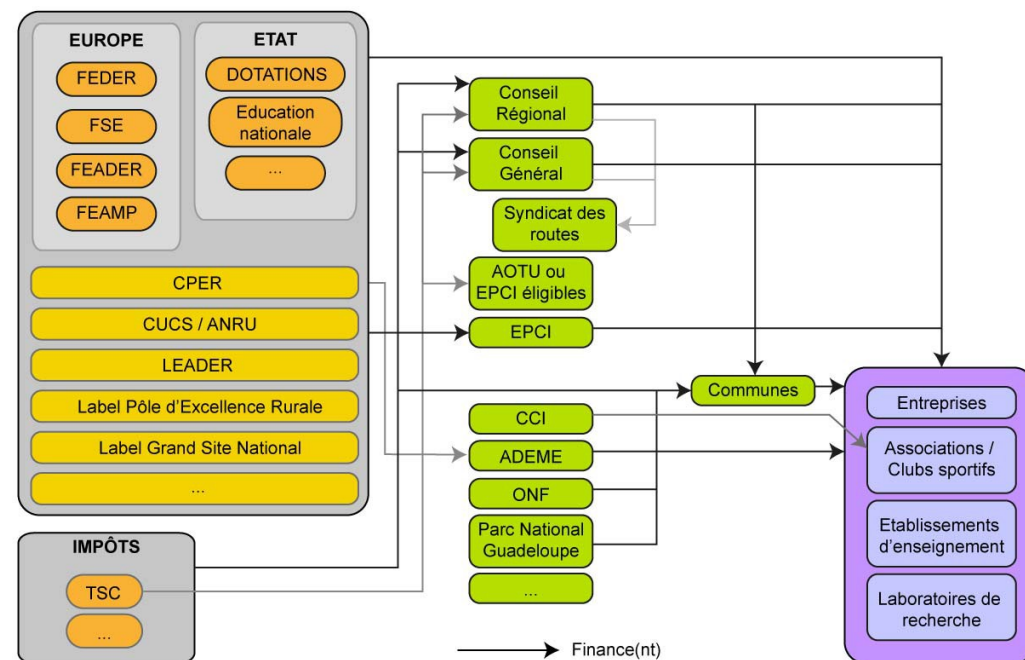 EUROPE
FEDER
FSE
FEADER
FEAMP
ETAT
DOTATIONS
Education
nationale
...
CPER
CUCS / ANRU
LEADER
Label Pôle d'Excellence Rurale
Label Grand Site National
...
IMPÔTS
TSC
...
Conseil
Régional
Conseil
Général
Syndicat des
routes
AOTU ou
EPCI éligibles
EPCI
Communes
CCI
ADEME
ONF
Parc National
Guadeloupe
...
Entreprises
Associations /
Clubs sportifs
Etablissements
d'enseignement
Laboratoires de
recherche
Finance(nt)